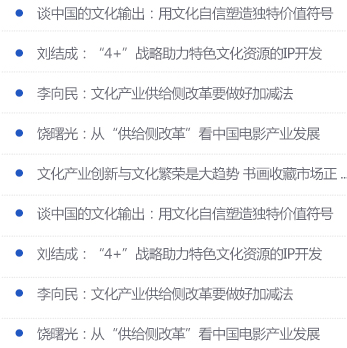 谈中国的文化输出：用文化自信塑造独特价值符号
刘结成：“4+”战略助力特色文化资源的IP开发
李向民：文化产业供给侧改革要做好加减法
饶曙光：从“供给侧改革”看中国电影产业发展
文化产业创新与文化繁荣是大趋势 书画收藏市场正 ..
谈中国的文化输出：用文化自信塑造独特价值符号
刘结成：“4+”战略助力特色文化资源的IP开发
李向民：文化产业供给侧改革要做好加减法
饶曙光：从“供给侧改革”看中国电影产业发展